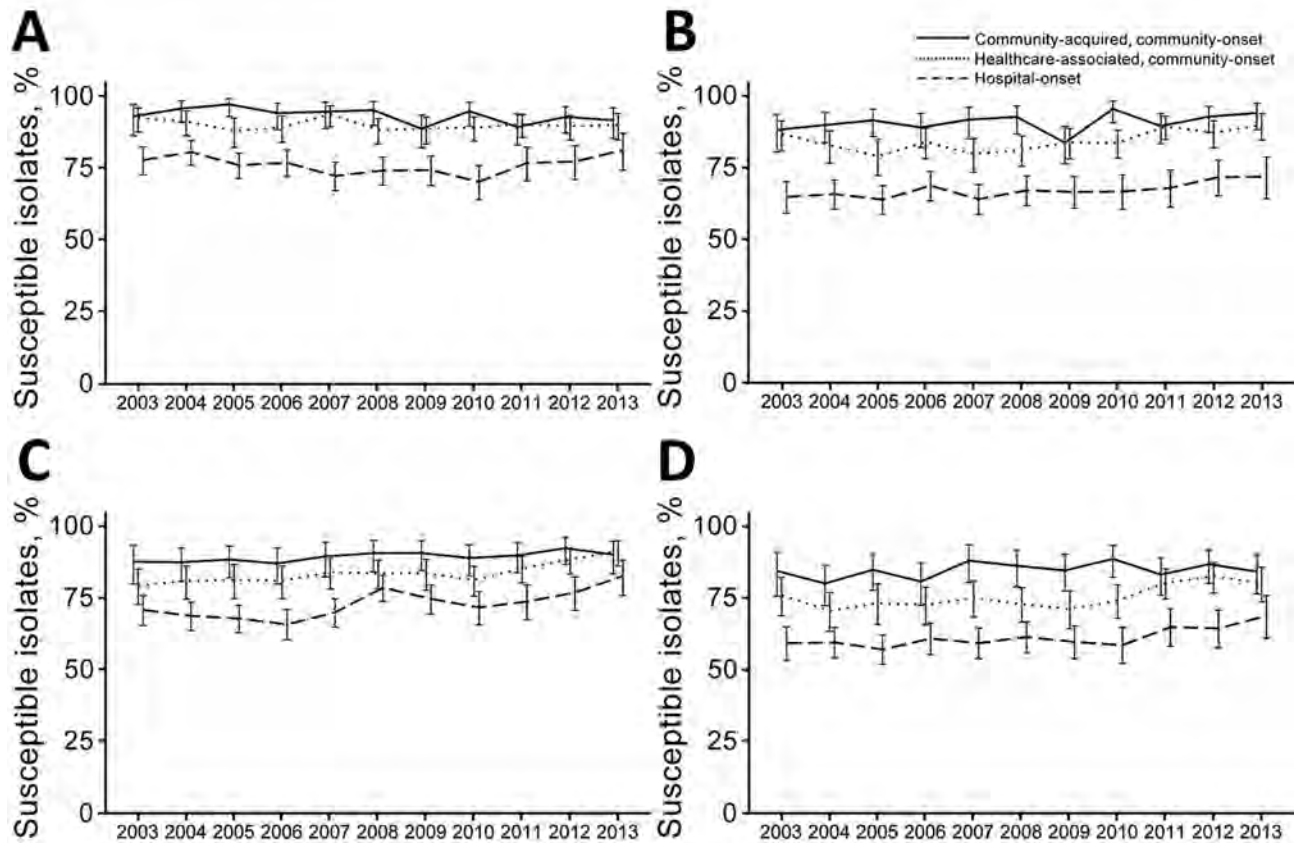 A
Susceptible isolates, %
100
75
50
25
0
2003 2004 2005 2006 2007 2008 2009 2010 2011 2012 2013
B
Community-acquired, community-onset
Healthcare-associated, community-onset
Hospital-onset
Susceptible isolates, %
100
75
50
25
0
2003 2004 2005 2006 2007 2008 2009 2010 2011 2012 2013
C
Susceptible isolates, %
100
75
50
25
0
2003 2004 2005 2006 2007 2008 2009 2010 2011 2012 2013
D
Susceptible isolates, %
100
75
50
25
0
2003 2004 2005 2006 2007 2008 2009 2010 2011 2012 2013